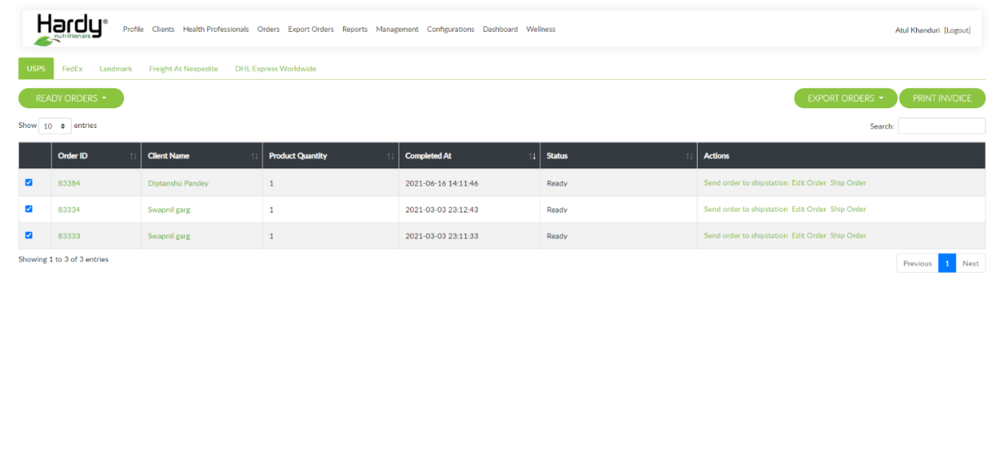 Hardy®
nutritionals
Profile Clients Health Professionals Orders Export Orders Reports Management Configurations Dashboard Wellness Atul Khanduri [Logout]
USPS FedEx Landmark Freight At Nexpedite DHL Express Worldwide
READY ORDERS EXPORT ORDERS PRINT INVOICE
Show 10 entries Search:
Order ID Client Name Product Quantity Completed At Status Actions
83384 Diptanshu Pandey 1 2021-06-16 14:11:46 Ready Send order to shipstation Edit Order Ship Order
83334 Swapnil garg 1 2021-03-03 23:12:43 Ready Send order to shipstation Edit Order Ship Order
83333 Swapnil garg 1 2021-03-03 23:11:33 Ready Send order to shipstation Edit Order Ship Order
Showing 1 to 3 of 3 entries Previous 1 Next